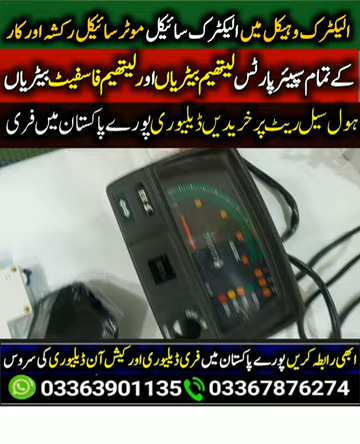 الیکٹرک وہیکل میں الیکٹرک سائیکل موٹر سائیکل رکشہ اور کار
کے تمام سپیئر پارٹس لیتھیم بیٹریاں اور لیتھیم فاسفیٹ بیٹریاں
ہول سیل ریٹ پر خریدیں ڈیلیوری پورے پاکستان میں فری
ابھی رابطہ کریں پورے پاکستان میں فری ڈیلیوری اور کیش آن ڈیلیوری کی سروس
03363901135 03367876274